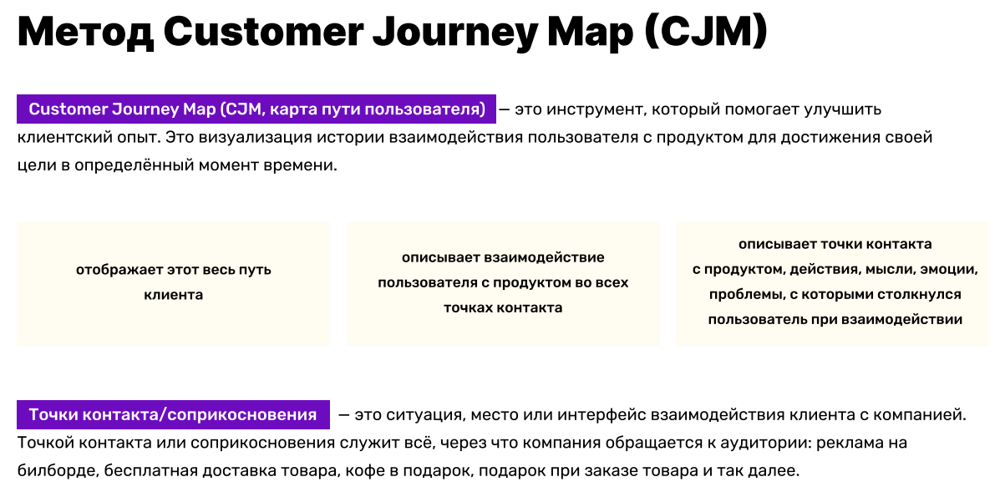 Метод Customer Journey Map (CJM)
Customer Journey Map (CJM, карта пути пользователя) — это инструмент, который помогает улучшить
клиентский опыт. Это визуализация истории взаимодействия пользователя с продуктом для достижения своей
цели в определённый момент времени.
отображает этот весь путь
клиента
описывает взаимодействие
пользователя с продуктом во всех
точках контакта
описывает точки контакта
с продуктом, действия, мысли, эмоции,
проблемы, с которыми столкнулся
пользователь при взаимодействии
Точки контакта/соприкосновения — это ситуация, место или интерфейс взаимодействия клиента с компанией.
Точкой контакта или соприкосновения служит всё, через что компания обращается к аудитории: реклама на
билборде, бесплатная доставка товара, кофе в подарок, подарок при заказе товара и так далее.